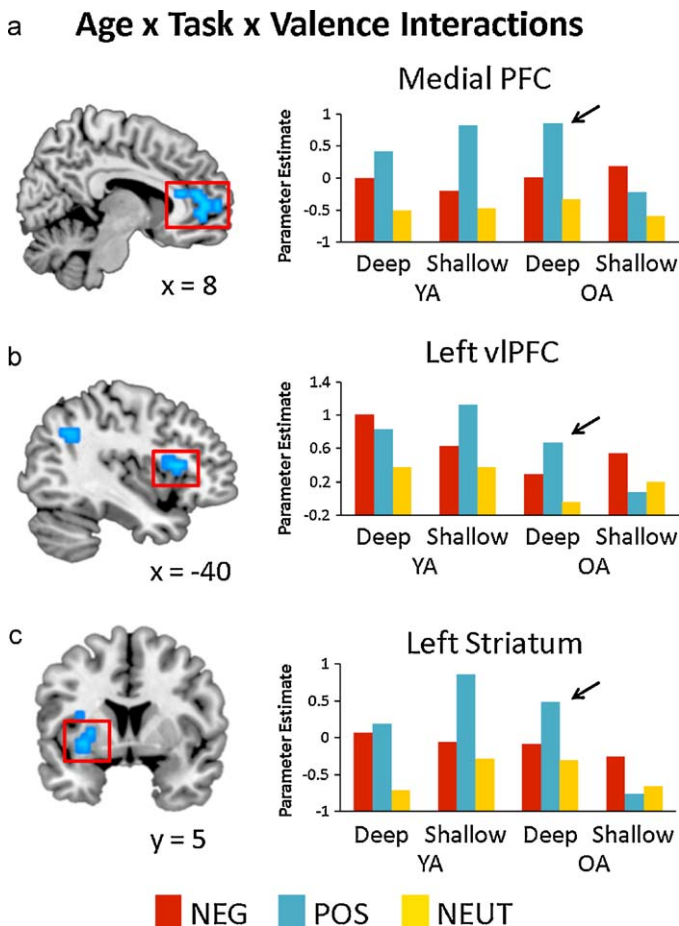 a Age x Task x Valence Interactions
Medial PFC
Parameter Estimate
1
0.5
0
-0.5
-1
Deep Shallow Deep Shallow
YA OA
x = 8
b
Left vlPFC
Parameter Estimate
1.4
1
0.6
0.2
-0.2
Deep Shallow Deep Shallow
YA OA
x = -40
c
Left Striatum
Parameter Estimate
1
0.5
0
-0.5
-1
Deep Shallow Deep Shallow
YA OA
y = 5
NEG POS NEUT